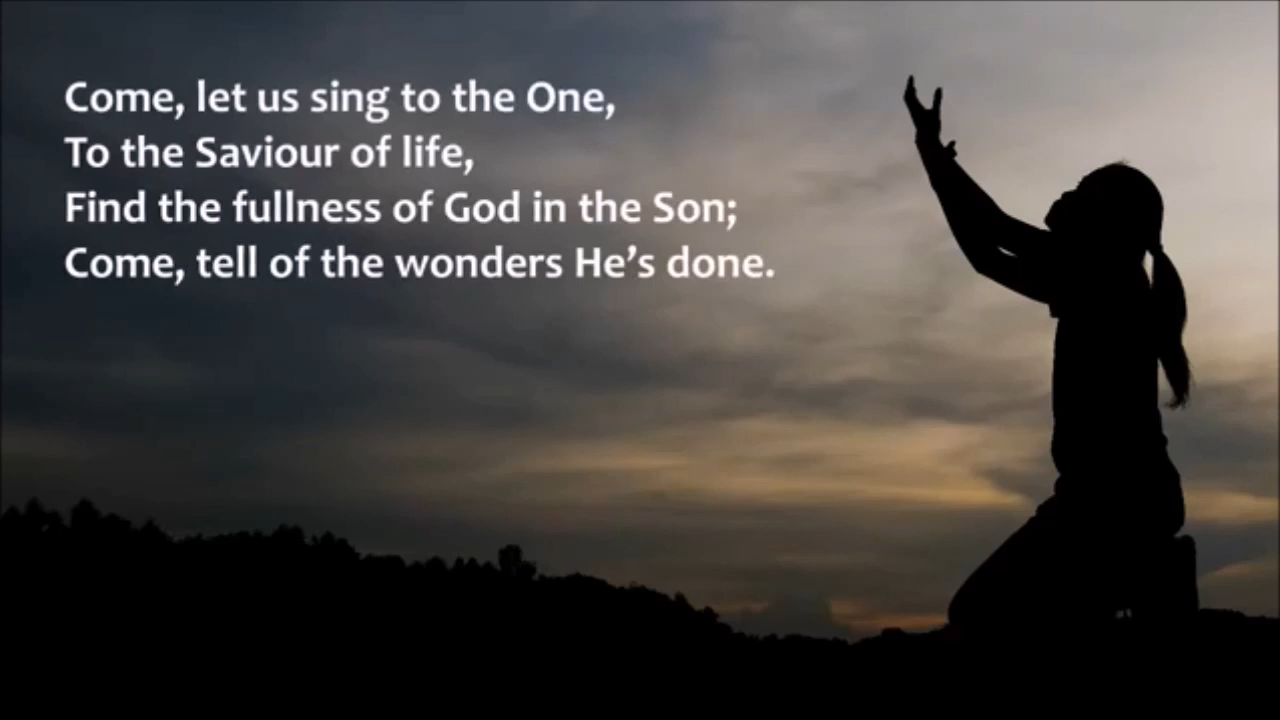 Come, let us sing to the One,
To the Saviour of life,
Find the fullness of God in the Son;
Come, tell of the wonders He’s done.